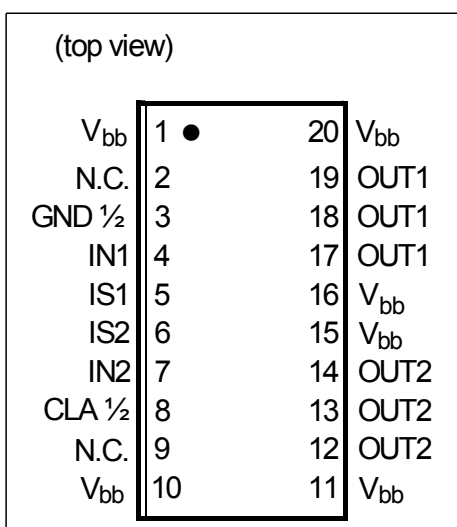 (top view)
Vbb 1 ● 20 Vbb
N.C. 2 19 OUT1
GND ½ 3 18 OUT1
IN1 4 17 OUT1
IS1 5 16 Vbb
IS2 6 15 Vbb
IN2 7 14 OUT2
CLA ½ 8 13 OUT2
N.C. 9 12 OUT2
Vbb 10 11 Vbb